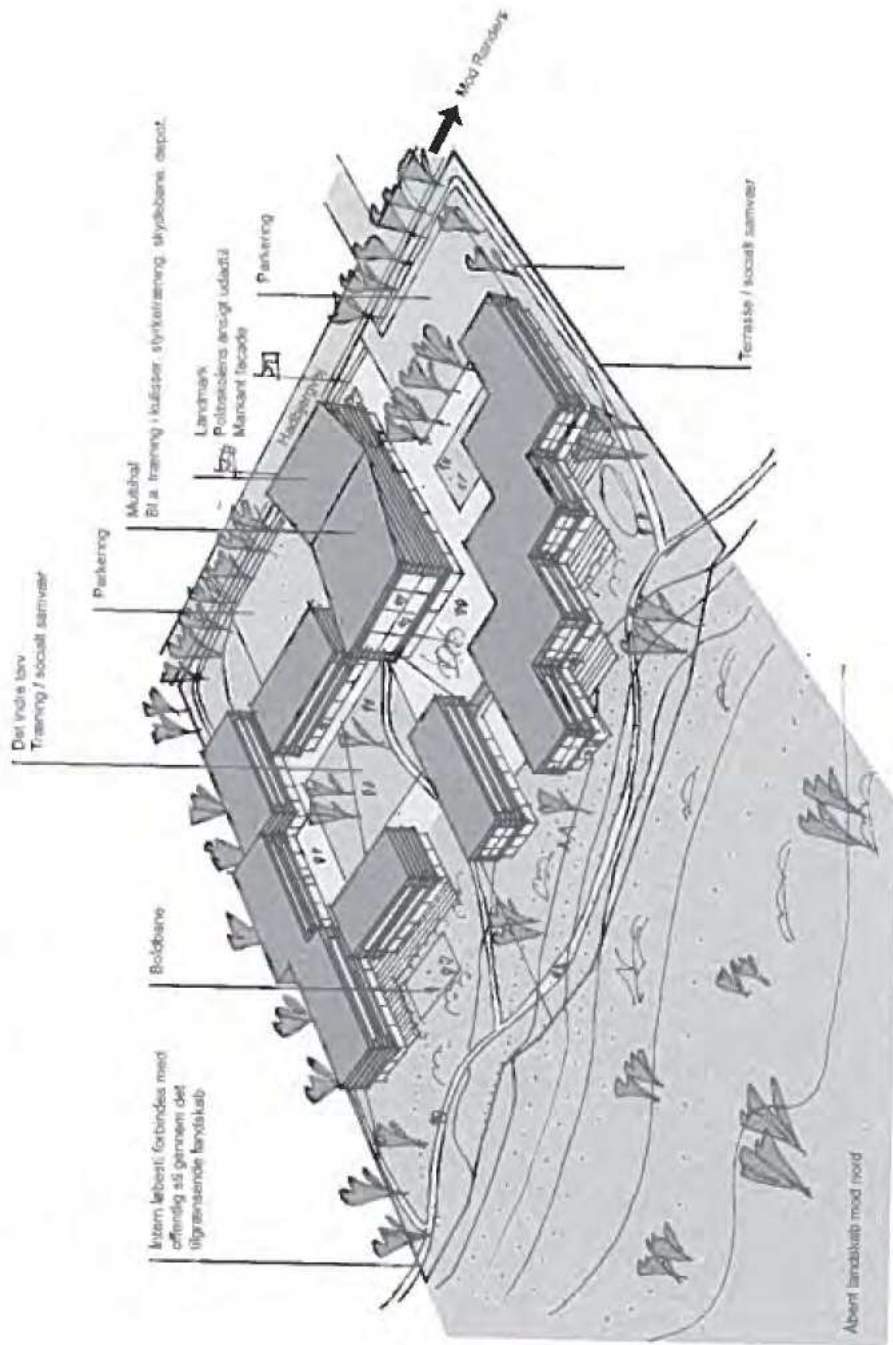 Intern løbesti forbindes med
offentlig sti gennem det
tilgrænsende landskab
Boldbane
Det indre torv
Træning / socialt samvær
Parkering
Multihal
Bl.a. træning i kulisser, styrketræning, skydebane, depot.
Landmark
Politiskolens ansigt udadtil
Markant facade
Parkering
Mod Randers
Hadbjergvej
Terrasse / socialt samvær
Åbent landskab mod nord